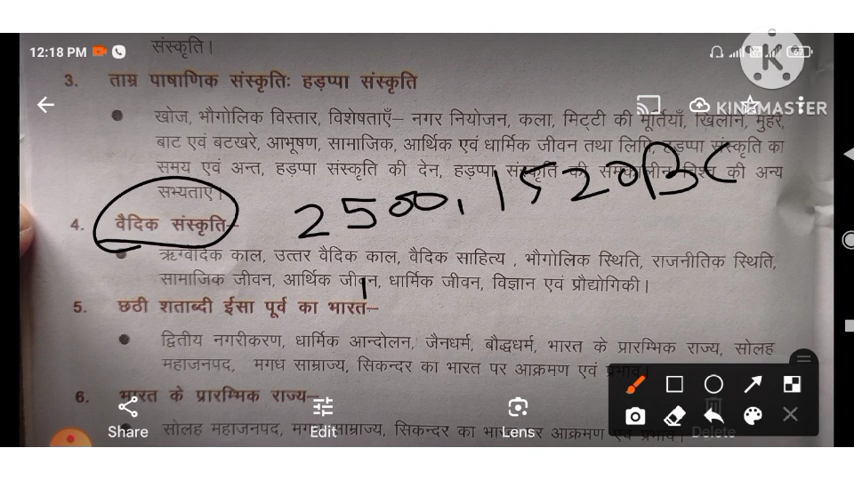 12:18 PM
संस्कृति।
KINEMASTER
3. ताम्र पाषाणिक संस्कृतिः हड़प्पा संस्कृति
खोज, भौगोलिक विस्तार, विशेषताएँ– नगर नियोजन, कला, मिट्टी की मूर्तियाँ, खिलौने, मुहरें,
बाट एवं बटखरे, आभूषण, सामाजिक, आर्थिक एवं धार्मिक जीवन तथा लिपि, हड़प्पा संस्कृति का
समय एवं अन्त, हड़प्पा संस्कृति की देन, हड़प्पा संस्कृति की समकालीन विश्व की अन्य
सभ्यताएं।
2500, 1520BC
4. वैदिक संस्कृति–
ऋग्वैदिक काल, उत्तर वैदिक काल, वैदिक साहित्य , भौगोलिक स्थिति, राजनीतिक स्थिति,
सामाजिक जीवन, आर्थिक जीवन, धार्मिक जीवन, विज्ञान एवं प्रौद्योगिकी।
5. छठी शताब्दी ईसा पूर्व का भारत–
द्वितीय नगरीकरण, धार्मिक आन्दोलन, जैनधर्म, बौद्धधर्म, भारत के प्रारम्भिक राज्य, सोलह
महाजनपद, मगध साम्राज्य, सिकन्दर का भारत पर आक्रमण एवं प्रभाव।
6. भारत के प्रारम्भिक राज्य–
सोलह महाजनपद, मगध साम्राज्य, सिकन्दर का भारत पर आक्रमण एवं प्रभाव।
Share Edit Lens Delete